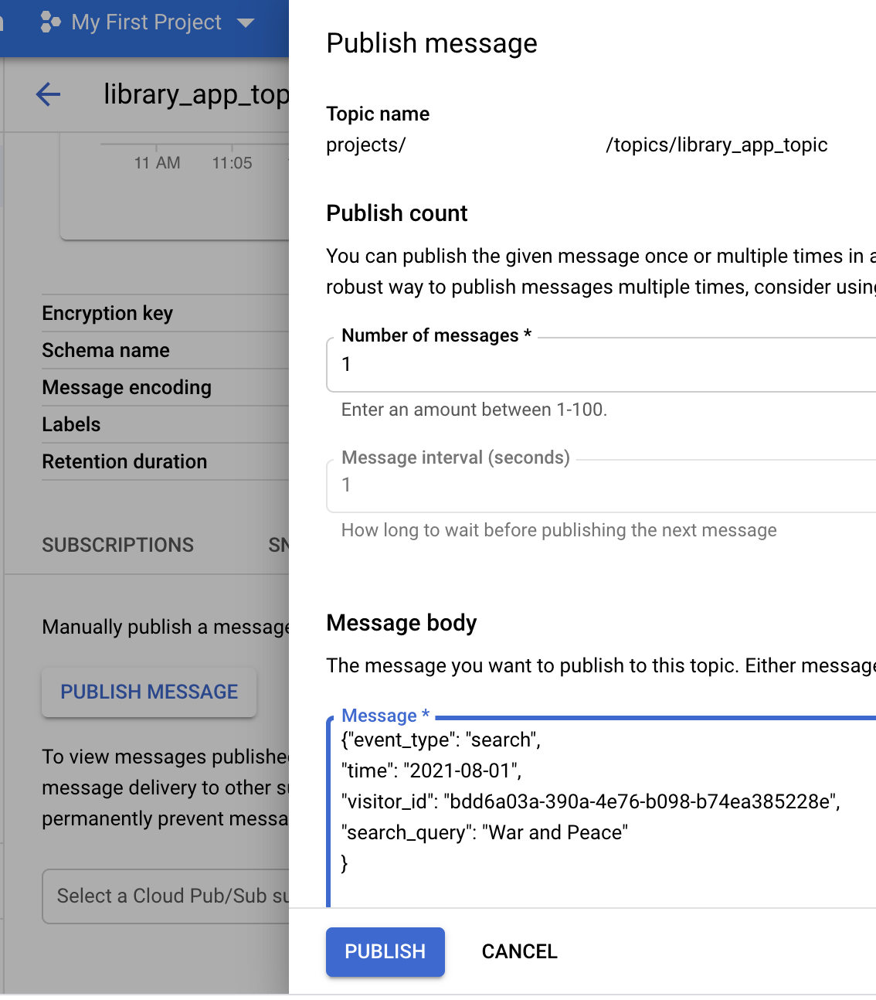 My First Project
library_app_top
11 AM 11:05
Encryption key
Schema name
Message encoding
Labels
Retention duration
SUBSCRIPTIONS SN
Manually publish a message
PUBLISH MESSAGE
To view messages publishe
message delivery to other su
permanently prevent messa
Select a Cloud Pub/Sub su
Publish message
Topic name
projects/ /topics/library_app_topic
Publish count
You can publish the given message once or multiple times in a
robust way to publish messages multiple times, consider using
Number of messages *
1
Enter an amount between 1-100.
Message interval (seconds)
1
How long to wait before publishing the next message
Message body
The message you want to publish to this topic. Either message
Message *
{"event_type": "search",
"time": "2021-08-01",
"visitor_id": "bdd6a03a-390a-4e76-b098-b74ea385228e",
"search_query": "War and Peace"
}
PUBLISH CANCEL